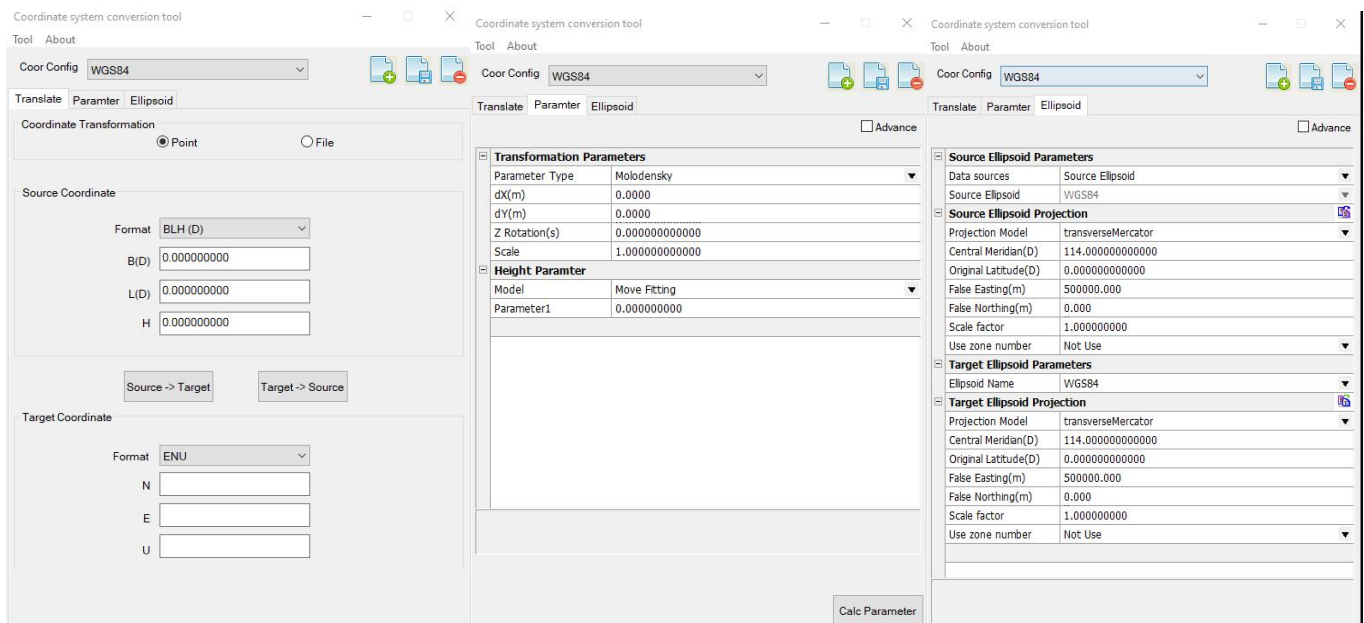 Coordinate system conversion tool
Tool About
Coor Config WGS84
Translate Paramter Ellipsoid
Coordinate Transformation
Point File
Source Coordinate
Format BLH (D)
B(D) 0.000000000
L(D) 0.000000000
H 0.000000000
Source -> Target Target -> Source
Target Coordinate
Format ENU
N
E
U
Coordinate system conversion tool
Tool About
Coor Config WGS84
Translate Paramter Ellipsoid
Advance
Transformation Parameters
Parameter Type Molodensky
dX(m) 0.0000
dY(m) 0.0000
Z Rotation(s) 0.000000000000
Scale 1.000000000000
Height Paramter
Model Move Fitting
Parameter1 0.000000000
Calc Parameter
Coordinate system conversion tool
Tool About
Coor Config WGS84
Translate Paramter Ellipsoid
Advance
Source Ellipsoid Parameters
Data sources Source Ellipsoid
Source Ellipsoid WGS84
Source Ellipsoid Projection
Projection Model transverseMercator
Central Meridian(D) 114.000000000000
Original Latitude(D) 0.000000000000
False Easting(m) 500000.000
False Northing(m) 0.000
Scale factor 1.000000000
Use zone number Not Use
Target Ellipsoid Parameters
Ellipsoid Name WGS84
Target Ellipsoid Projection
Projection Model transverseMercator
Central Meridian(D) 114.000000000000
Original Latitude(D) 0.000000000000
False Easting(m) 500000.000
False Northing(m) 0.000
Scale factor 1.000000000
Use zone number Not Use